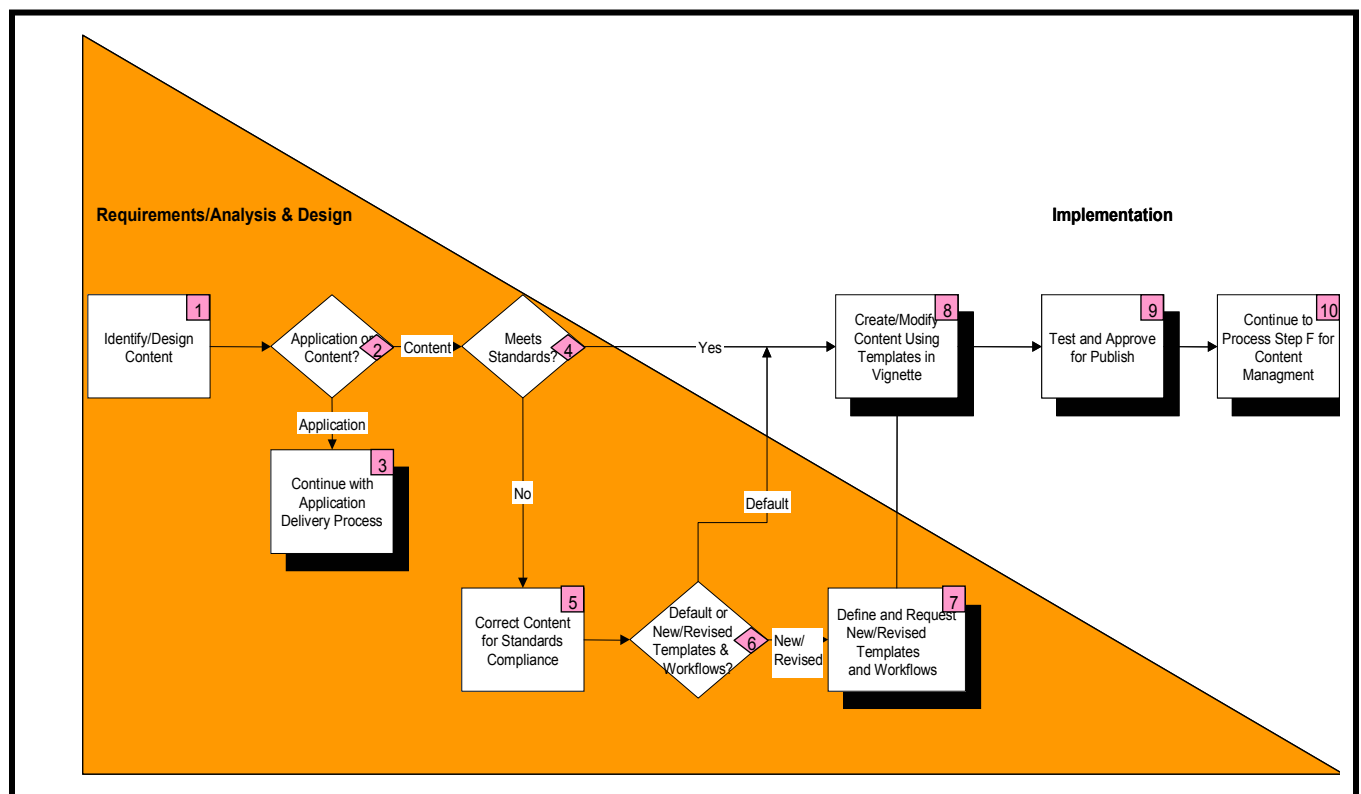 Requirements/Analysis & Design
Implementation
1
Identify/Design
Content
2
Application or
Content?
Content
4
Meets
Standards?
Yes
8
Create/Modify
Content Using
Templates in
Vignette
9
Test and Approve
for Publish
10
Continue to
Process Step F for
Content
Managment
Application
3
Continue with
Application
Delivery Process
No
Default
5
Correct Content
for Standards
Compliance
6
Default or
New/Revised
Templates &
Workflows?
New/
Revised
7
Define and Request
New/Revised
Templates
and Workflows